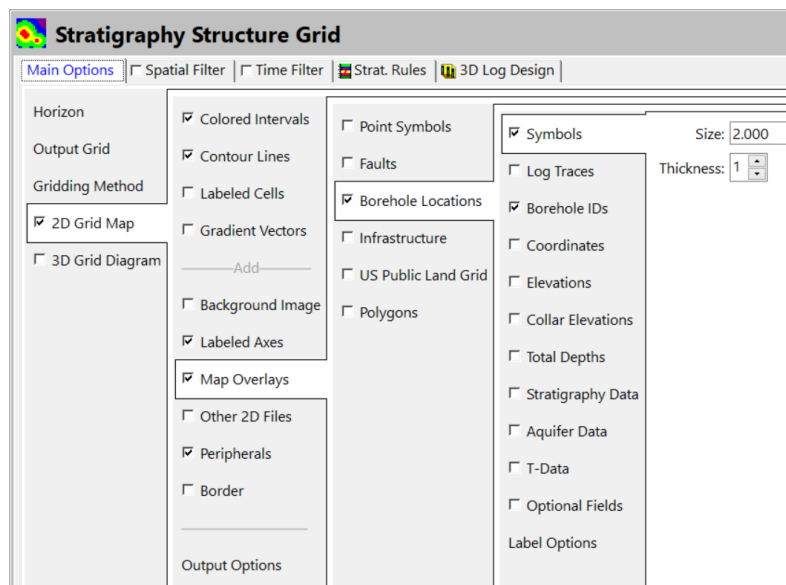 Stratigraphy Structure Grid
Main Options
Spatial Filter
Time Filter
Strat. Rules
3D Log Design
Horizon
Output Grid
Gridding Method
2D Grid Map
3D Grid Diagram
Colored Intervals
Contour Lines
Labeled Cells
Gradient Vectors
Add
Background Image
Labeled Axes
Map Overlays
Other 2D Files
Peripherals
Border
Output Options
Point Symbols
Faults
Borehole Locations
Infrastructure
US Public Land Grid
Polygons
Symbols
Log Traces
Borehole IDs
Coordinates
Elevations
Collar Elevations
Total Depths
Stratigraphy Data
Aquifer Data
T-Data
Optional Fields
Label Options
Size: 2.000
Thickness: 1